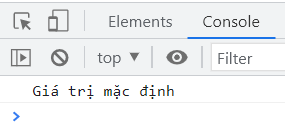 Elements Console
top Filter
Giá trị mặc định